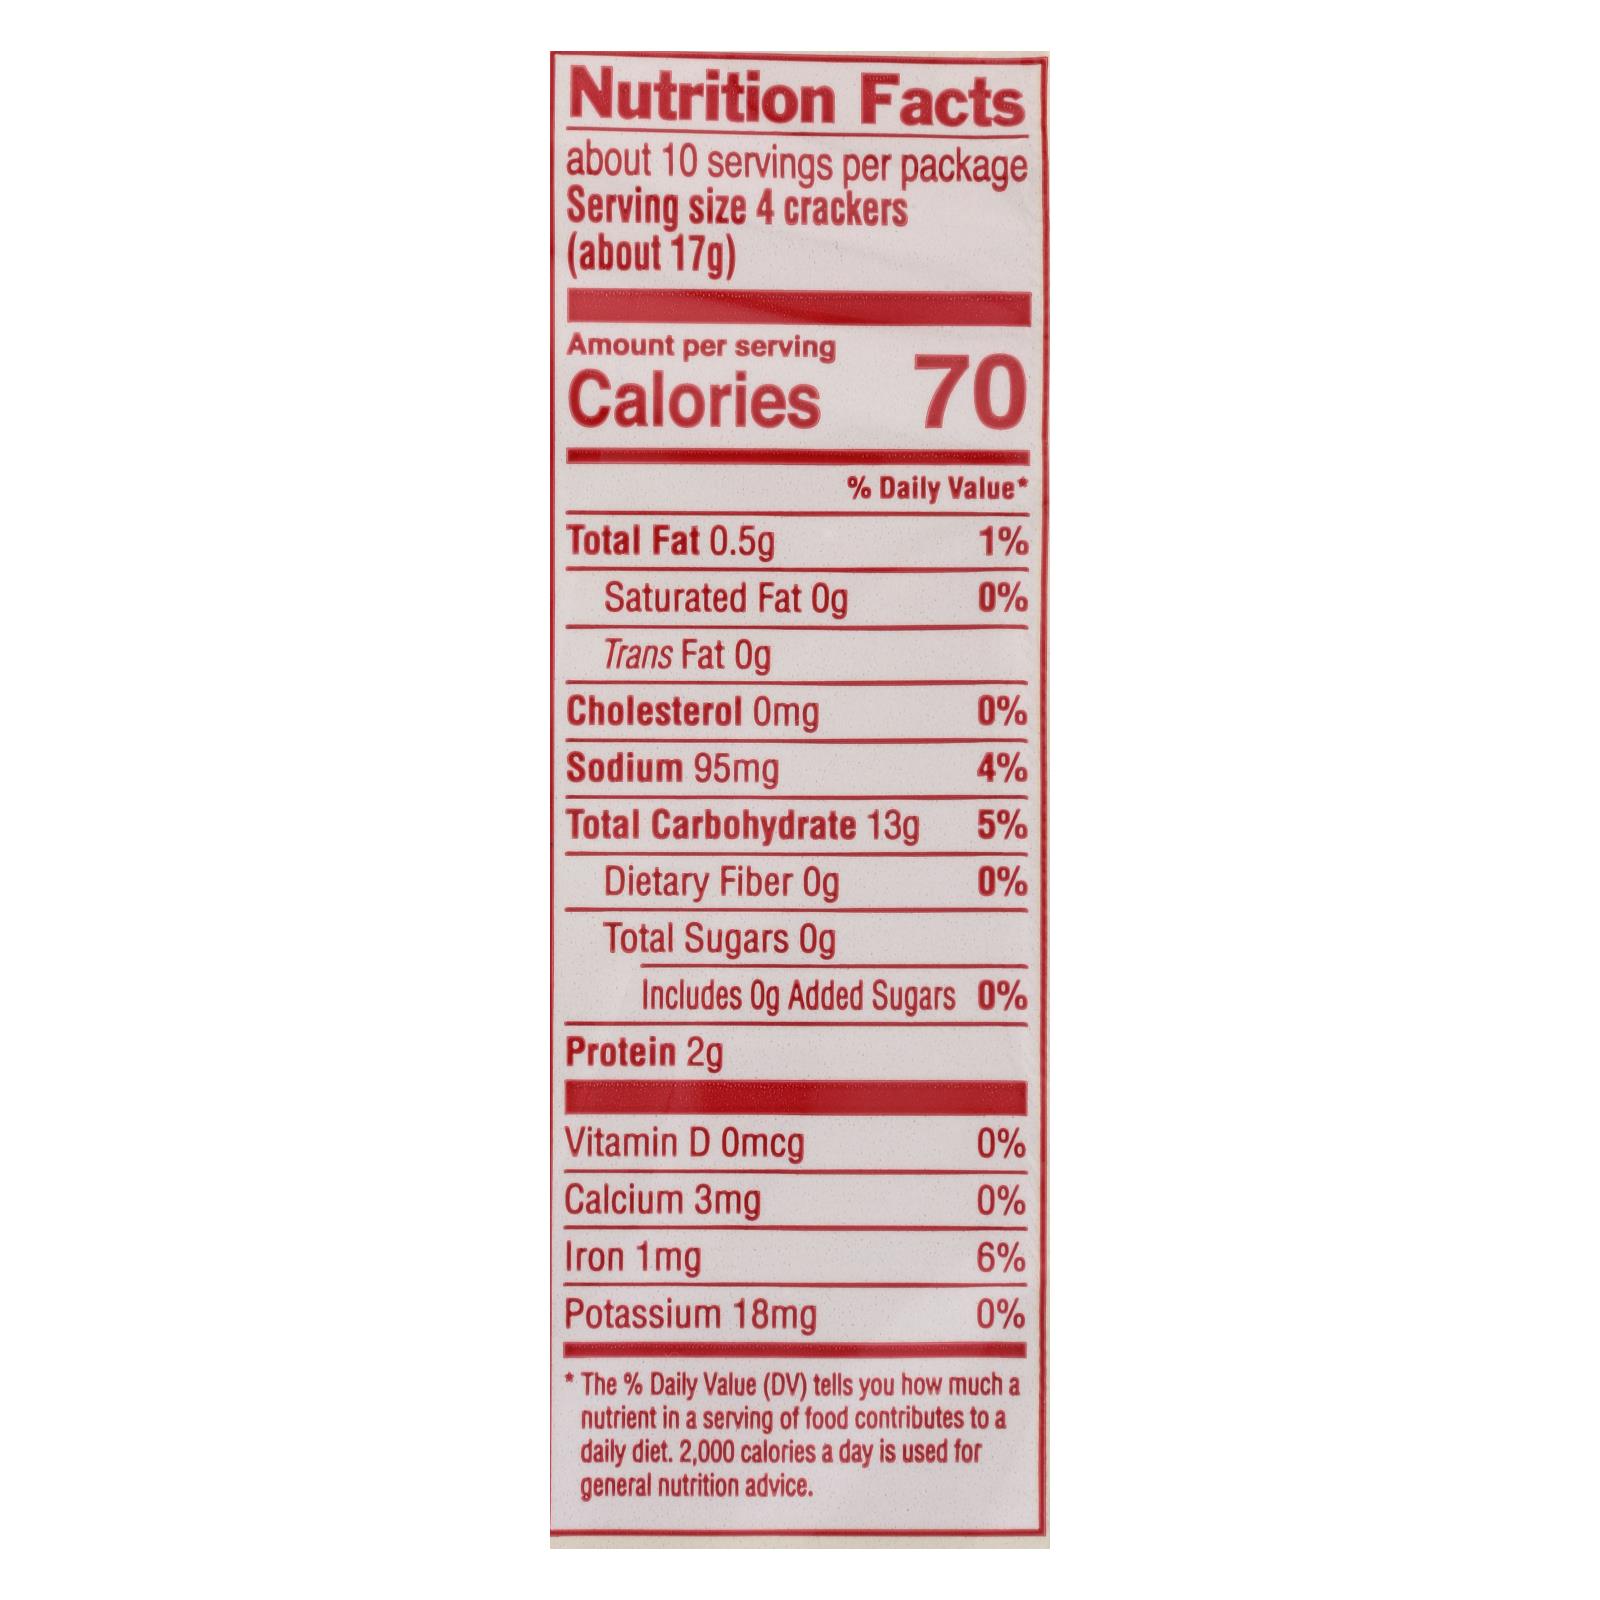 Nutrition Facts
about 10 servings per package
Serving size 4 crackers
(about 17g)
Amount per serving
Calories 70
% Daily Value*
Total Fat 0.5g 1%
Saturated Fat 0g 0%
Trans Fat 0g
Cholesterol 0mg 0%
Sodium 95mg 4%
Total Carbohydrate 13g 5%
Dietary Fiber 0g 0%
Total Sugars 0g
Includes 0g Added Sugars 0%
Protein 2g
Vitamin D 0mcg 0%
Calcium 3mg 0%
Iron 1mg 6%
Potassium 18mg 0%
* The % Daily Value (DV) tells you how much a
nutrient in a serving of food contributes to a
daily diet. 2,000 calories a day is used for
general nutrition advice.